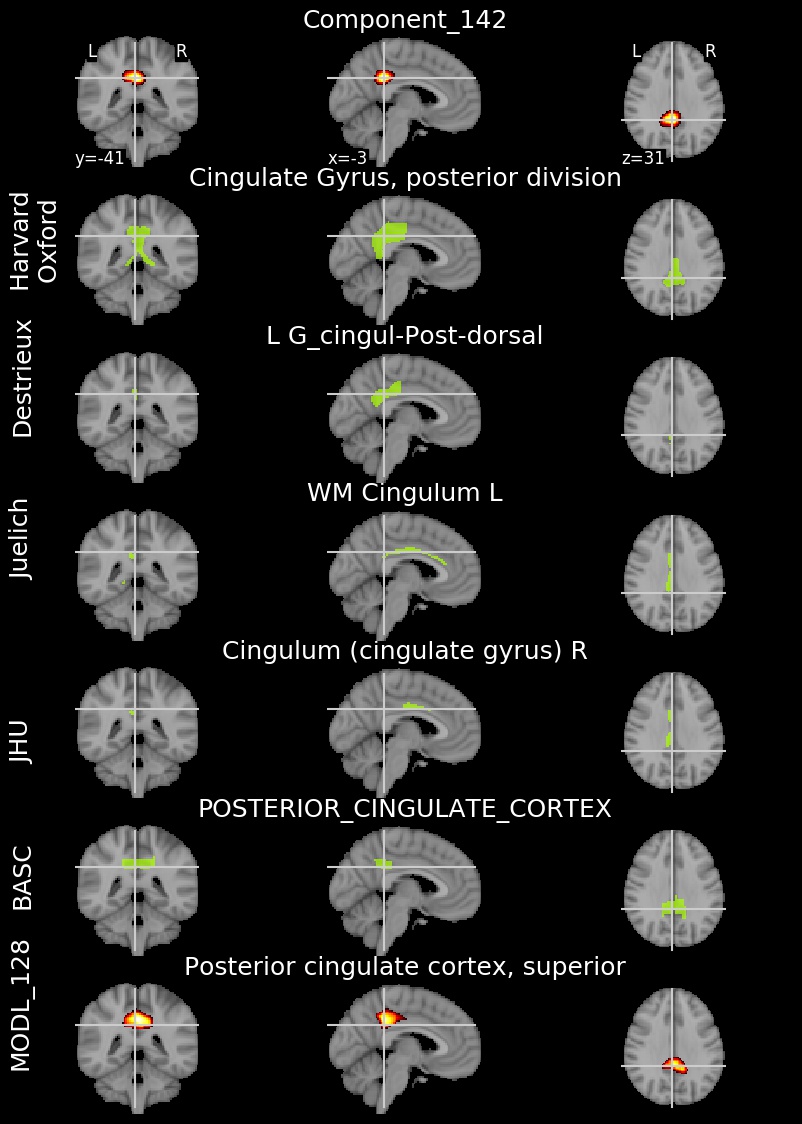 Component_142
L R
L R
y=-41
x=-3
z=31
Cingulate Gyrus, posterior division
Harvard
Oxford
L G_cingul-Post-dorsal
Destrieux
WM Cingulum L
Juelich
Cingulum (cingulate gyrus) R
JHU
POSTERIOR_CINGULATE_CORTEX
BASC
Posterior cingulate cortex, superior
MODL_128